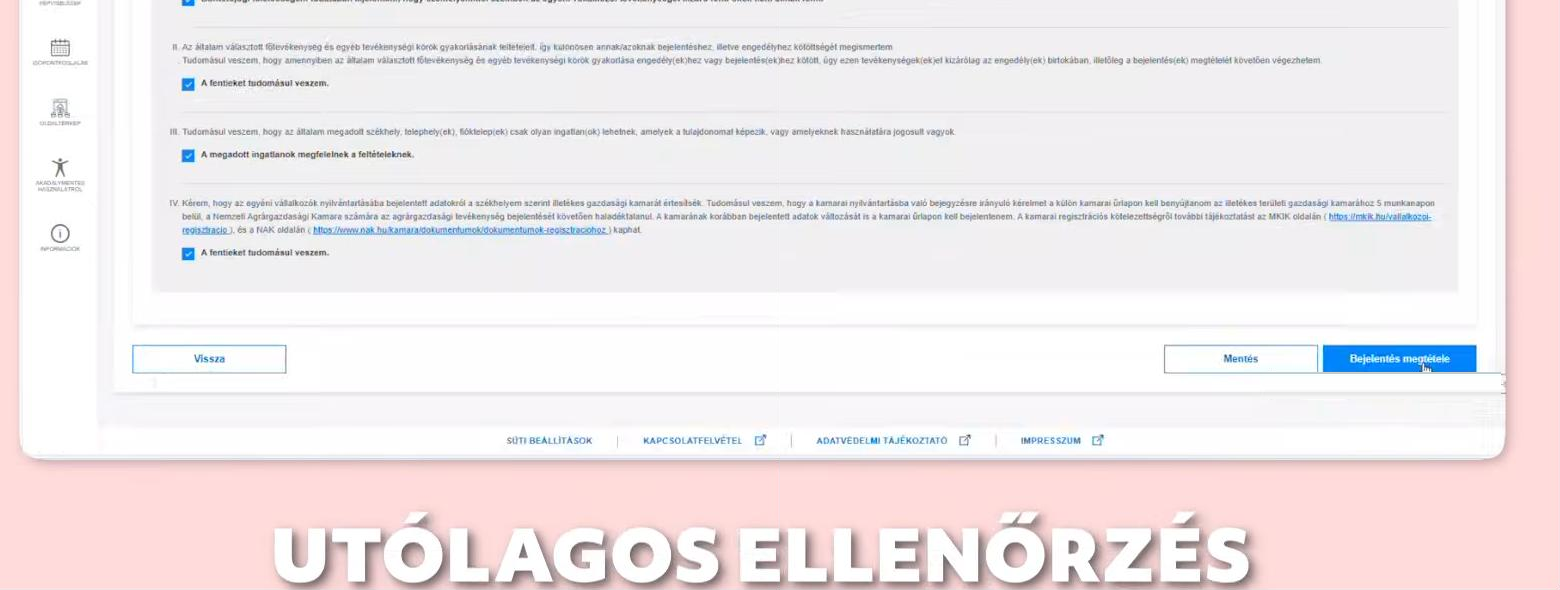 KÉPVISELŐSÉF
IDŐPONTFOGLALÁS
OLDALTÉRKÉP
AKADÁLYMENTES
HASZNÁLATRÓL
INFORMÁCIÓK
II. Az általam választott főtevékenység és egyéb tevékenységi körök gyakorlásának feltételeit, így különösen annak/azoknak bejelentéshez, illetve engedélyhez kötöttségét megismertem
. Tudomásul veszem, hogy amennyiben az általam választott főtevékenység és egyéb tevékenységi körök gyakorlása engedély(ek)hez vagy bejelentés(ek)hez kötött, úgy ezen tevékenységek(ek)et kizárólag az engedély(ek) birtokában, illetőleg a bejelentés(ek) megtételét követően végezhetem.
A fentieket tudomásul veszem.
III. Tudomásul veszem, hogy az általam megadott székhely, telephely(ek), fióktelep(ek) csak olyan ingatlan(ok) lehetnek, amelyek a tulajdonomat képezik, vagy amelyeknek használatára jogosult vagyok.
A megadott ingatlanok megfelelnek a feltételeknek.
IV. Kérem, hogy az egyéni vállalkozók nyilvántartásába bejelentett adatokról a székhelyem szerint illetékes gazdasági kamarát értesítsék. Tudomásul veszem, hogy a kamarai nyilvántartásba való bejegyzésre irányuló kérelmet a külön kamarai űrlapon kell benyújtanom az illetékes területi gazdasági kamarához 5 munkanapon
belül, a Nemzeti Agrárgazdasági Kamara számára az agrárgazdasági tevékenység bejelentését követően haladéktalanul. A kamarának korábban bejelentett adatok változását is a kamarai űrlapon kell bejelentenem. A kamarai regisztrációs kötelezettségről további tájékoztatást az MKIK oldalán ( https://mkik.hu/vallalkozoi-
regisztracio ), és a NAK oldalán ( https://www.nak.hu/kamara/dokumentumok/dokumentumok-regisztraciohoz ) kaphat.
A fentieket tudomásul veszem.
Vissza
Mentés
Bejelentés megtétele
SÜTI BEÁLLÍTÁSOK
KAPCSOLATFELVÉTEL
ADATVÉDELMI TÁJÉKOZTATÓ
IMPRESSZUM
UTÓLAGOS ELLENŐRZÉS